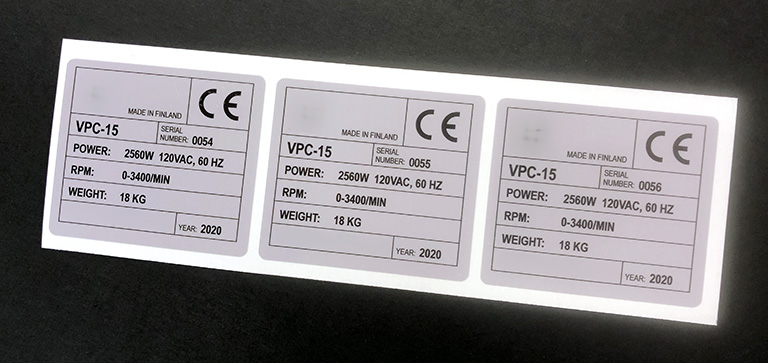 CE
MADE IN FINLAND
VPC-15 SERIAL NUMBER: 0054
POWER: 2560W 120VAC, 60 HZ
RPM: 0-3400/MIN
WEIGHT: 18 KG
YEAR: 2020
CE
MADE IN FINLAND
VPC-15 SERIAL NUMBER: 0055
POWER: 2560W 120VAC, 60 HZ
RPM: 0-3400/MIN
WEIGHT: 18 KG
YEAR: 2020
CE
MADE IN FINLAND
VPC-15 SERIAL NUMBER: 0056
POWER: 2560W 120VAC, 60 HZ
RPM: 0-3400/MIN
WEIGHT: 18 KG
YEAR: 2020